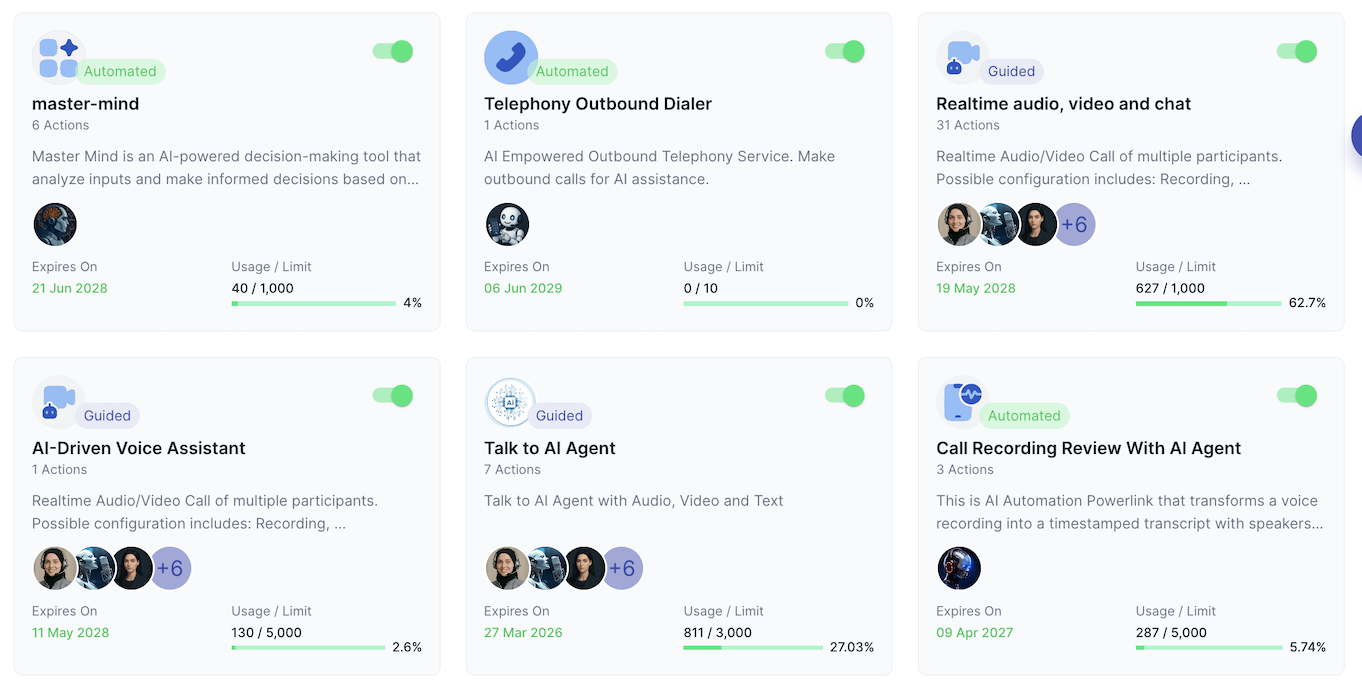 Automated
master-mind
6 Actions
Master Mind is an AI-powered decision-making tool that
analyze inputs and make informed decisions based on...
Expires On
Usage / Limit
21 Jun 2028
40 / 1,000
4%
Automated
Telephony Outbound Dialer
1 Actions
AI Empowered Outbound Telephony Service. Make
outbound calls for AI assistance.
Expires On
Usage / Limit
06 Jun 2029
0 / 10
0%
Guided
Realtime audio, video and chat
31 Actions
Realtime Audio/Video Call of multiple participants.
Possible configuration includes: Recording, ...
+6
Expires On
Usage / Limit
19 May 2028
627 / 1,000
62.7%
Guided
AI-Driven Voice Assistant
1 Actions
Realtime Audio/Video Call of multiple participants.
Possible configuration includes: Recording, ...
+6
Expires On
Usage / Limit
11 May 2028
130 / 5,000
2.6%
AI
Guided
Talk to AI Agent
7 Actions
Talk to AI Agent with Audio, Video and Text
+6
Expires On
Usage / Limit
27 Mar 2026
811 / 3,000
27.03%
Automated
Call Recording Review With AI Agent
3 Actions
This is AI Automation Powerlink that transforms a voice
recording into a timestamped transcript with speakers...
Expires On
Usage / Limit
09 Apr 2027
287 / 5,000
5.74%